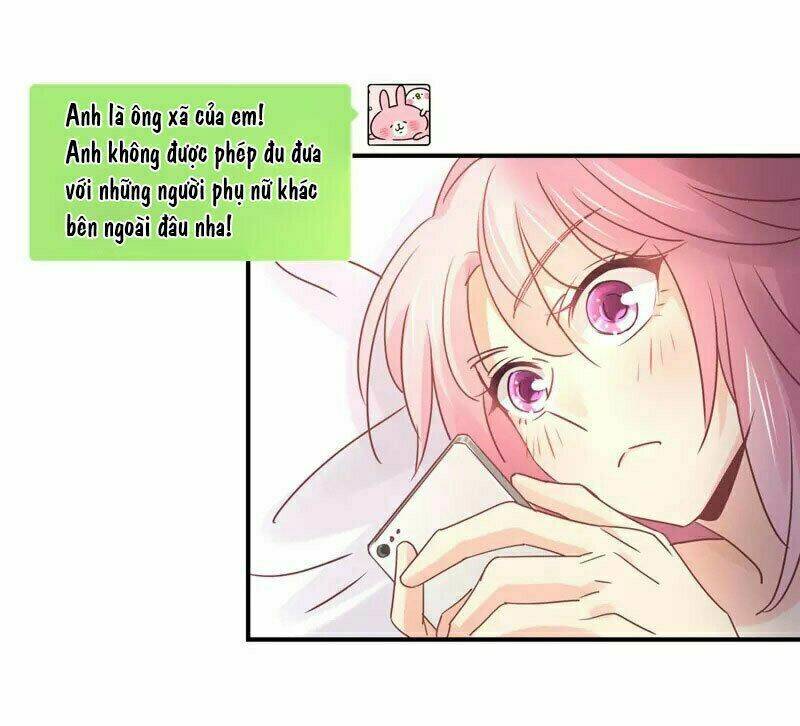 Anh là ông xã của em!
Anh không được phép đu đưa
với những người phụ nữ khác
bên ngoài đâu nha!